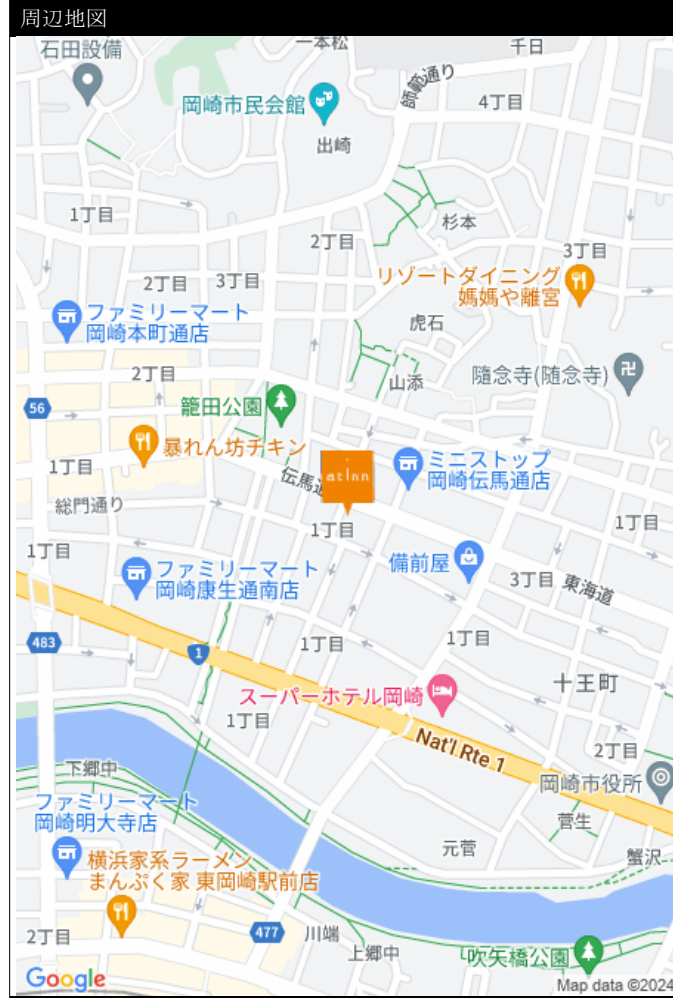 周辺地図
石田設備
一本松
千日
師範通り
岡崎市民会館
4丁目
出崎
1丁目
杉本
2丁目
3丁目
2丁目
3丁目
リゾートダイニング
媽媽や離宮
ファミリーマート
岡崎本町通店
虎石
2丁目
山添
隨念寺(随念寺)
56
籠田公園
暴れん坊チキン
1丁目
at inn
ミニストップ
岡崎伝馬通店
伝馬通
総門通り
1丁目
1丁目
1丁目
備前屋
ファミリーマート
岡崎康生通南店
3丁目
東海道
483
1
1丁目
1丁目
十王町
スーパーホテル岡崎
1丁目
Nat'l Rte 1
2丁目
下郷中
岡崎市役所
ファミリーマート
岡崎明大寺店
菅生
元菅
蟹沢
横浜家系ラーメン
まんぷく家 東岡崎駅前店
2丁目
477
川端
上郷中
吹矢橋公園
Google
Map data ©2024